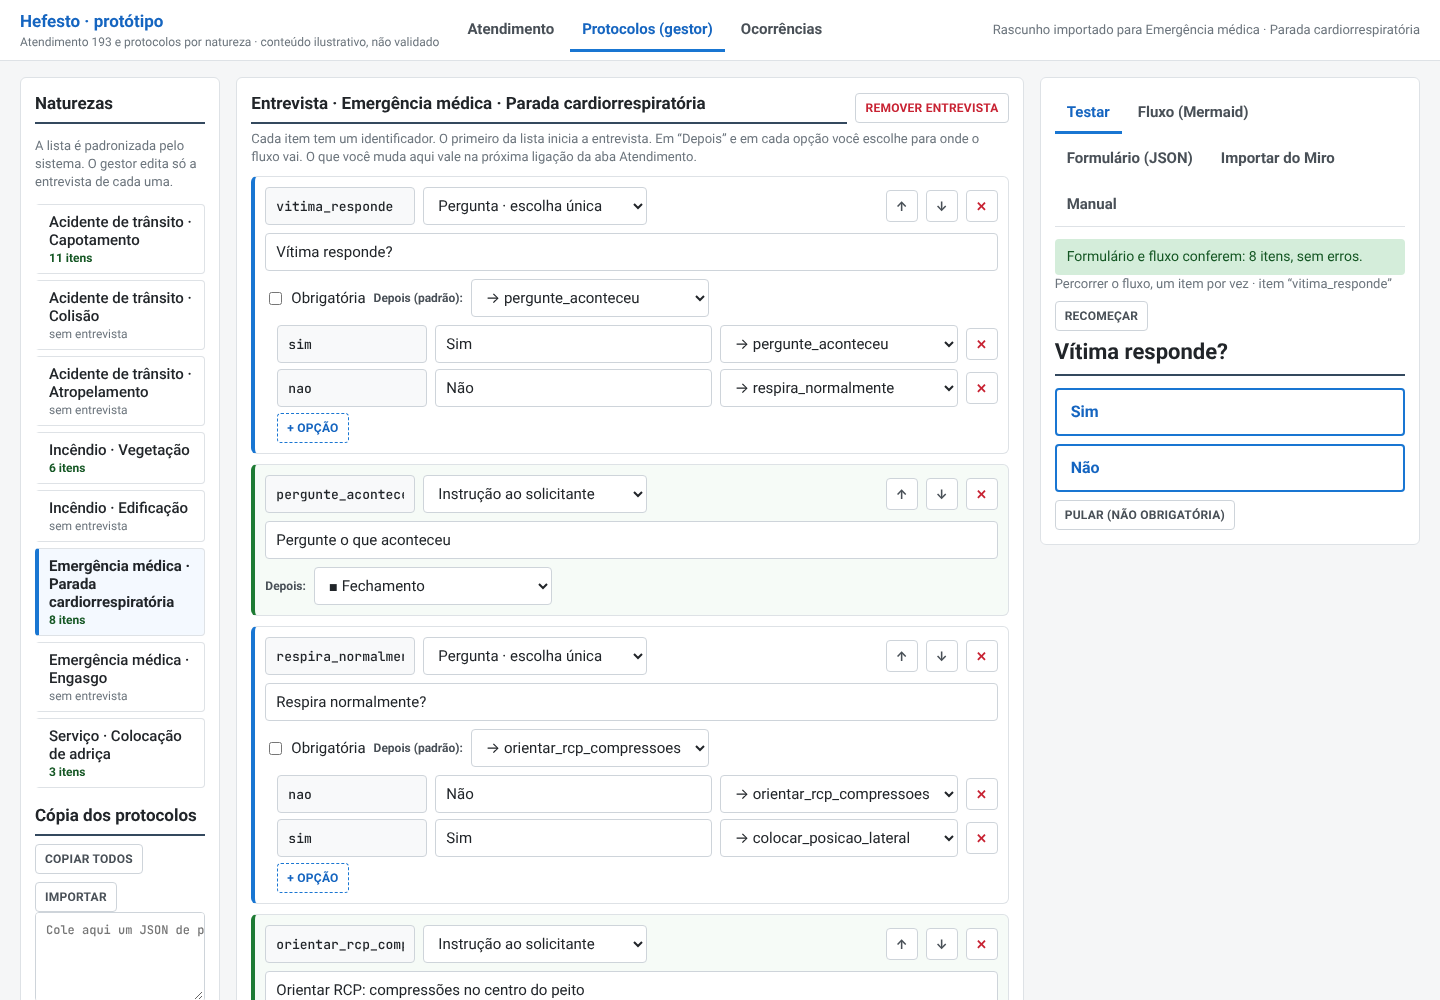 Hefesto · protótipo
Atendimento 193 e protocolos por natureza · conteúdo ilustrativo, não validado
Atendimento
Protocolos (gestor)
Ocorrências
Rascunho importado para Emergência médica · Parada cardiorrespiratória
Naturezas
A lista é padronizada pelo
sistema. O gestor edita só a
entrevista de cada uma.
Acidente de trânsito ·
Capotamento
11 itens
Acidente de trânsito ·
Colisão
sem entrevista
Acidente de trânsito ·
Atropelamento
sem entrevista
Incêndio · Vegetação
6 itens
Incêndio · Edificação
sem entrevista
Emergência médica ·
Parada
cardiorrespiratória
8 itens
Emergência médica ·
Engasgo
sem entrevista
Serviço · Colocação
de adriça
3 itens
Cópia dos protocolos
COPIAR TODOS
IMPORTAR
Cole aqui um JSON de p
Entrevista · Emergência médica · Parada cardiorrespiratória
REMOVER ENTREVISTA
Cada item tem um identificador. O primeiro da lista inicia a entrevista. Em “Depois” e em cada opção você escolhe para onde o
fluxo vai. O que você muda aqui vale na próxima ligação da aba Atendimento.
vitima_responde
Pergunta · escolha única
↑
↓
×
Vítima responde?
Obrigatória
Depois (padrão):
→ pergunte_aconteceu
sim
Sim
→ pergunte_aconteceu
×
nao
Não
→ respira_normalmente
×
+ OPÇÃO
pergunte_acontec
Instrução ao solicitante
↑
↓
×
Pergunte o que aconteceu
Depois:
■ Fechamento
respira_normalme
Pergunta · escolha única
↑
↓
×
Respira normalmente?
Obrigatória
Depois (padrão):
→ orientar_rcp_compressoes
nao
Não
→ orientar_rcp_compressoes
×
sim
Sim
→ colocar_posicao_lateral
×
+ OPÇÃO
orientar_rcp_comp
Instrução ao solicitante
↑
↓
×
Orientar RCP: compressões no centro do peito
Testar
Fluxo (Mermaid)
Formulário (JSON)
Importar do Miro
Manual
Formulário e fluxo conferem: 8 itens, sem erros.
Percorrer o fluxo, um item por vez · item “vitima_responde”
RECOMEÇAR
Vítima responde?
Sim
Não
PULAR (NÃO OBRIGATÓRIA)